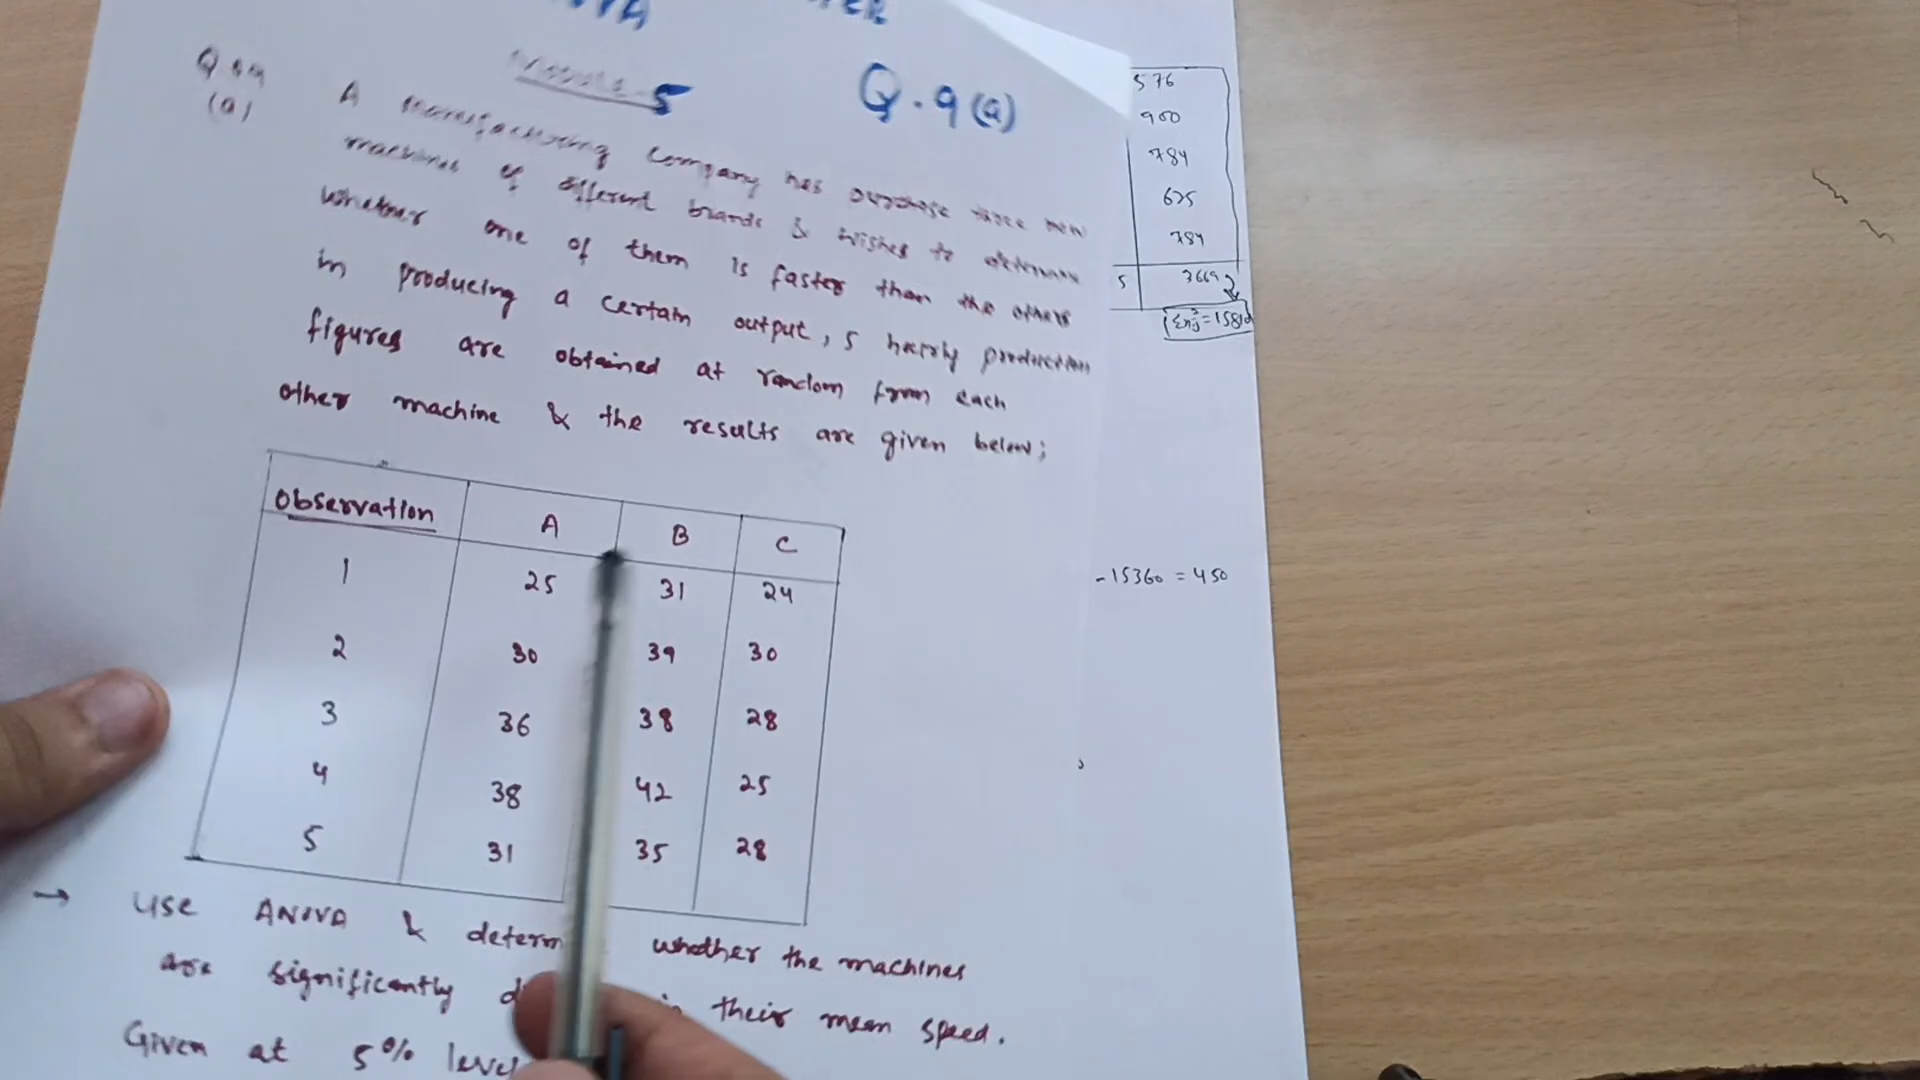 5
Q.9(a)
(a)
A Manufacturing Company has purchase three new
machines of different brands & wishes to determine
whether one of them is faster than the others
in producing a certain output, 5 hourly production
figures are obtained at random from each
other machine & the results are given below;
Observation A B C
1 25 31 24
2 30 39 30
3 36 38 28
4 38 42 25
5 31 35 28
→ Use ANOVA & determ whether the machines
are significantly in their mean speed.
Given at 5% level
576
900
784
625
784
5 3669
-15360 = 450